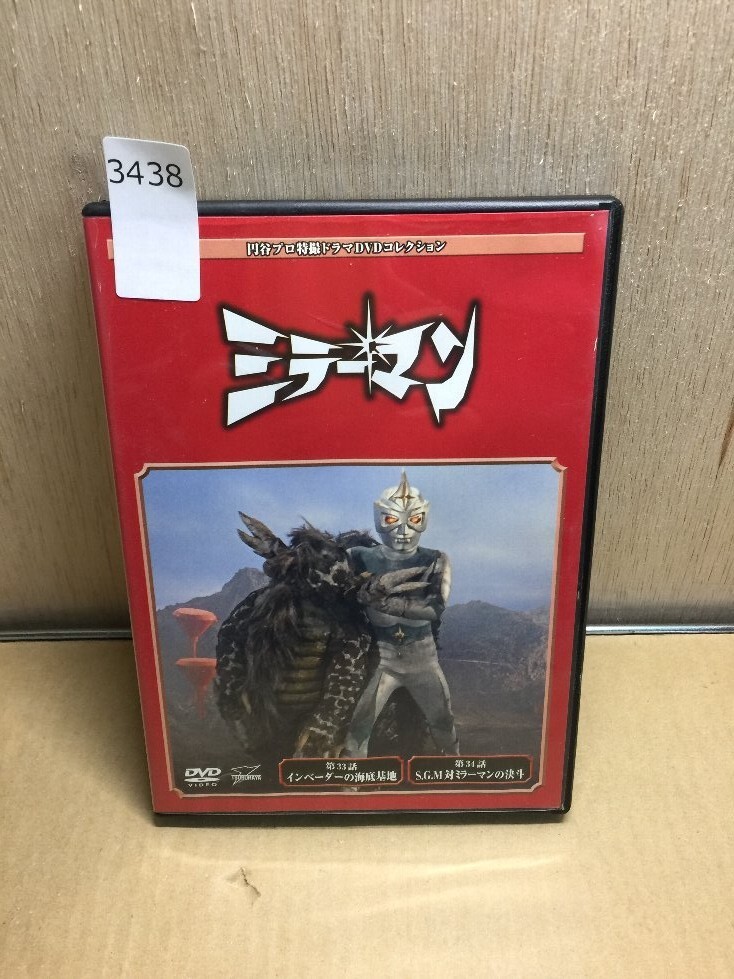 3438
円谷プロ特撮ドラマDVDコレクション
ミラーマン
第33話
インベーダーの海底基地
第34話
S.G.M対ミラーマンの決斗
DVD
VIDEO
TSUBURAYA